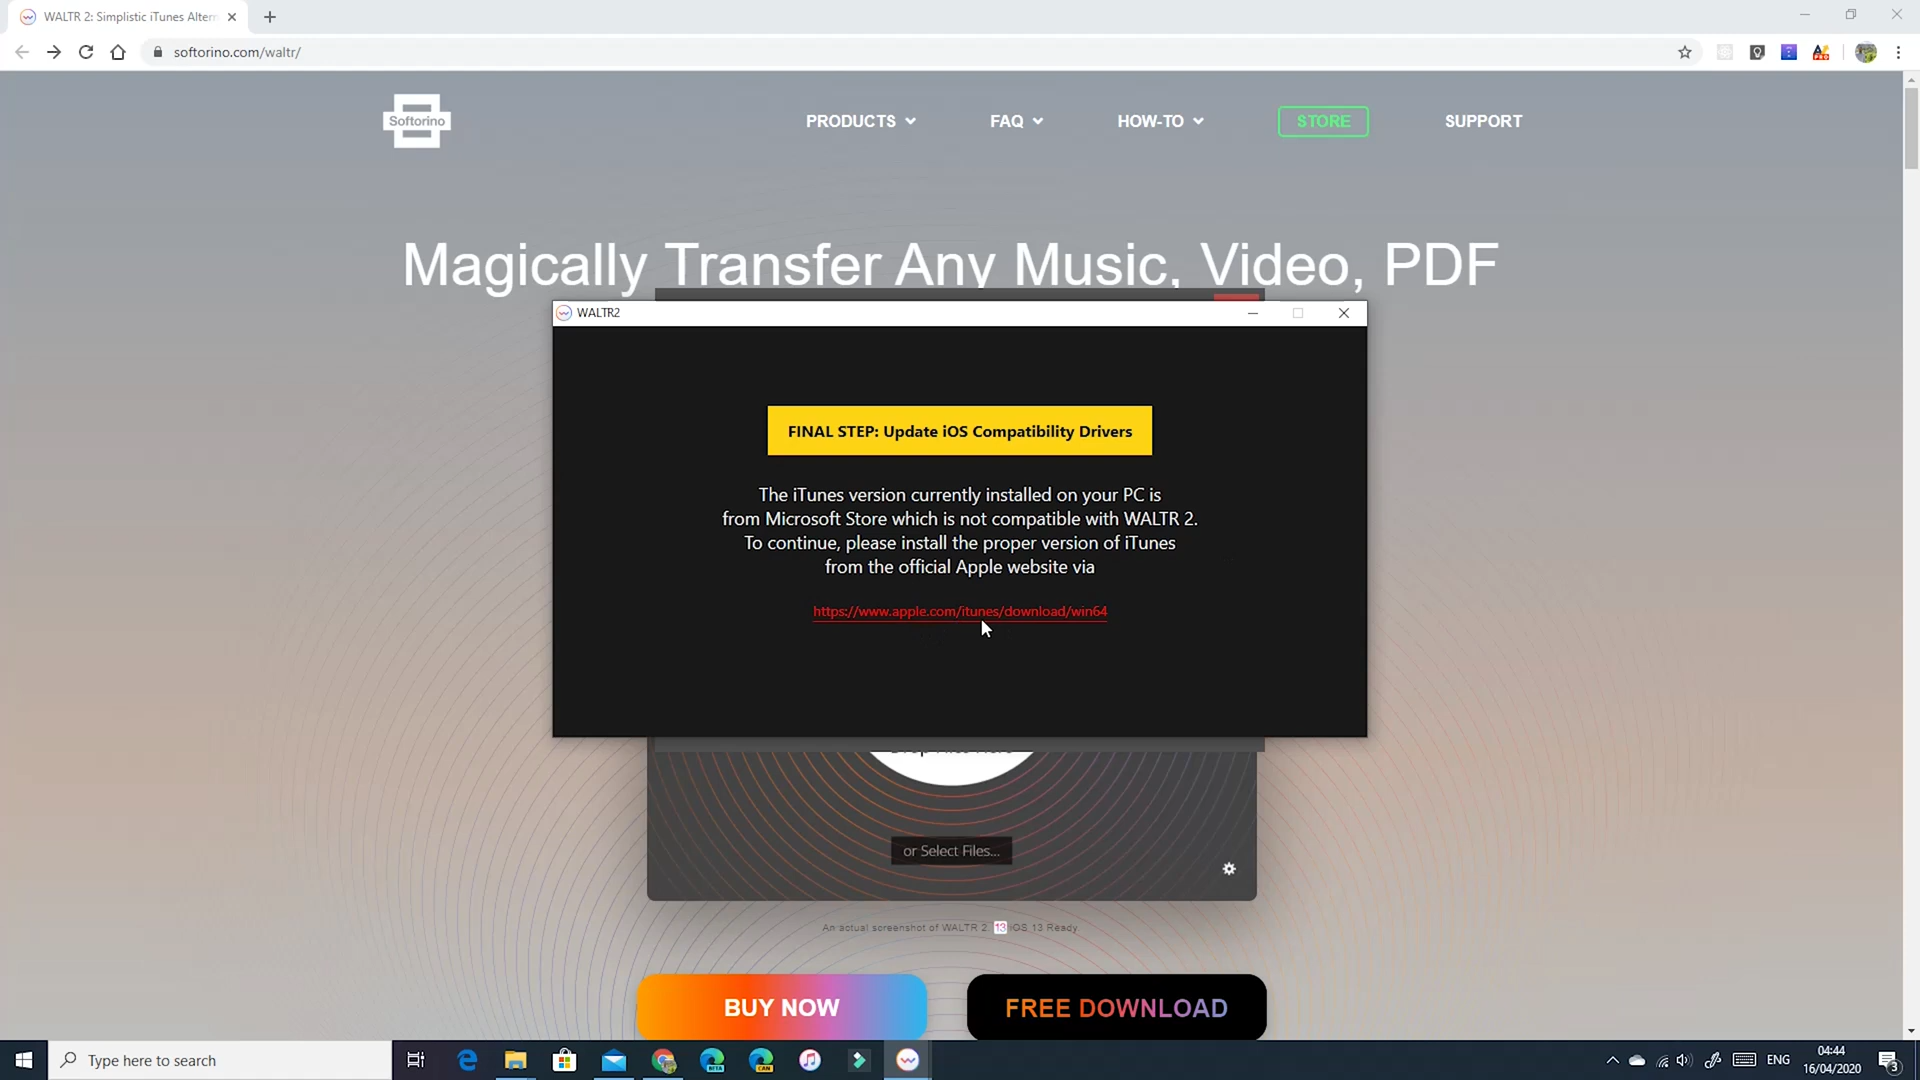 WALTR 2: Simplistic iTunes Altern
softorino.com/waltr/
Softorino
PRODUCTS
FAQ
HOW-TO
STORE
SUPPORT
Magically Transfer Any Music, Video, PDF
WALTR2
FINAL STEP: Update iOS Compatibility Drivers
The iTunes version currently installed on your PC is
from Microsoft Store which is not compatible with WALTR 2.
To continue, please install the proper version of iTunes
from the official Apple website via
https://www.apple.com/itunes/download/win64
or Select Files...
An actual screenshot of WALTR 2. 13 iOS 13 Ready
BUY NOW
FREE DOWNLOAD
Type here to search
BETA
CAN
ENG
04:44
16/04/2020
3